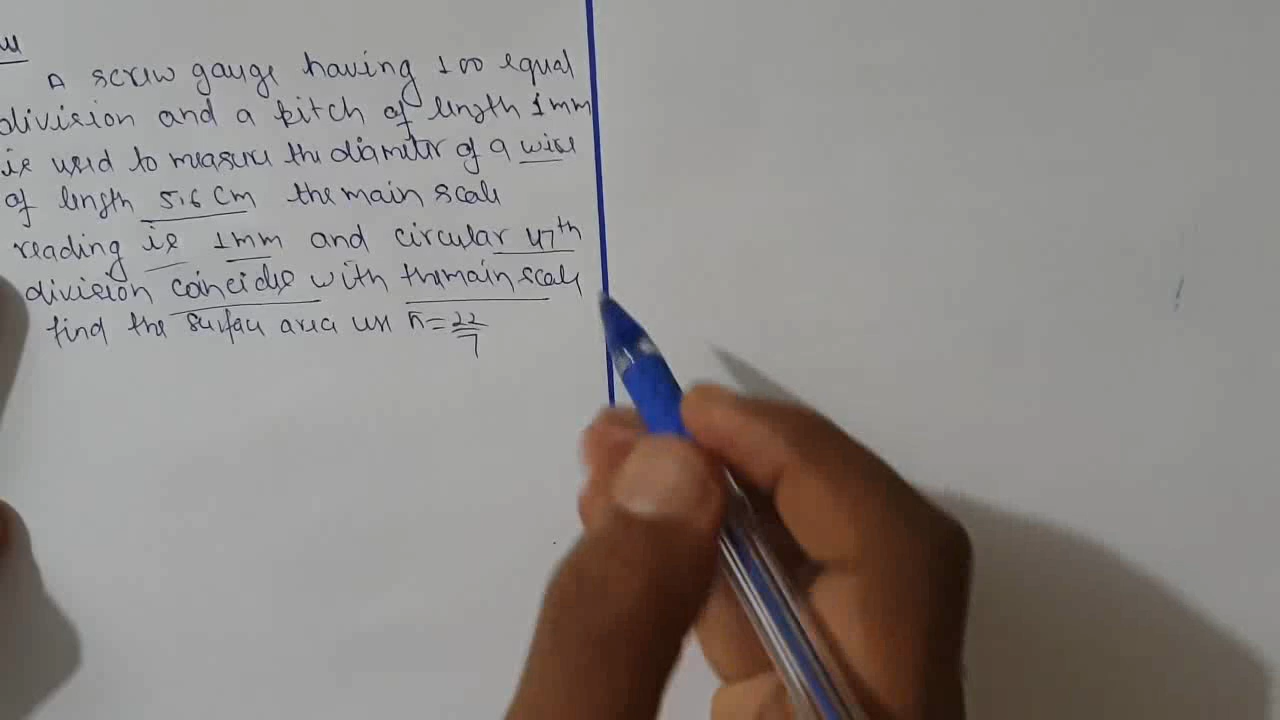 A screw gauge having 100 equal
division and a pitch of length 1mm
is used to measure the diameter of a wire
of length 5.6 cm the main scale
reading is 1mm and circular 47th
division coincides with the main scale
find the surface area use π = 22/7